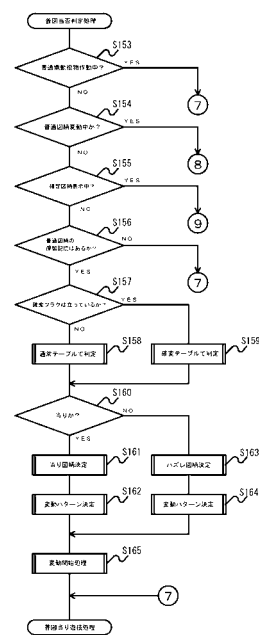 普図当否判定処理
S153
普通電動役物作動中?
YES
7
NO
S154
普通図柄変動中か?
YES
8
NO
S155
確定図柄表示中?
YES
9
NO
S156
普通図柄の
保留記憶はあるか?
NO
7
YES
S157
確変フラグは立っているか?
YES
NO
S158
通常テーブルで判定
S159
確変テーブルで判定
S160
当りか?
NO
YES
S161
当り図柄決定
S163
ハズレ図柄決定
S162
変動パターン決定
S164
変動パターン決定
S165
変動開始処理
7
普図当り遊技処理